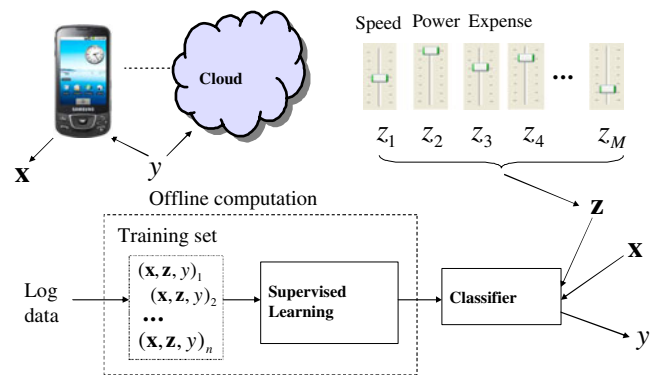 Speed Power Expense
Cloud
SAMSUNG
z1 z2 z3 z4 ... zM
x
y
z
Offline computation
Training set
Log
data
(x, z, y)1
(x, z, y)2
...
(x, z, y)n
Supervised
Learning
Classifier
x
y